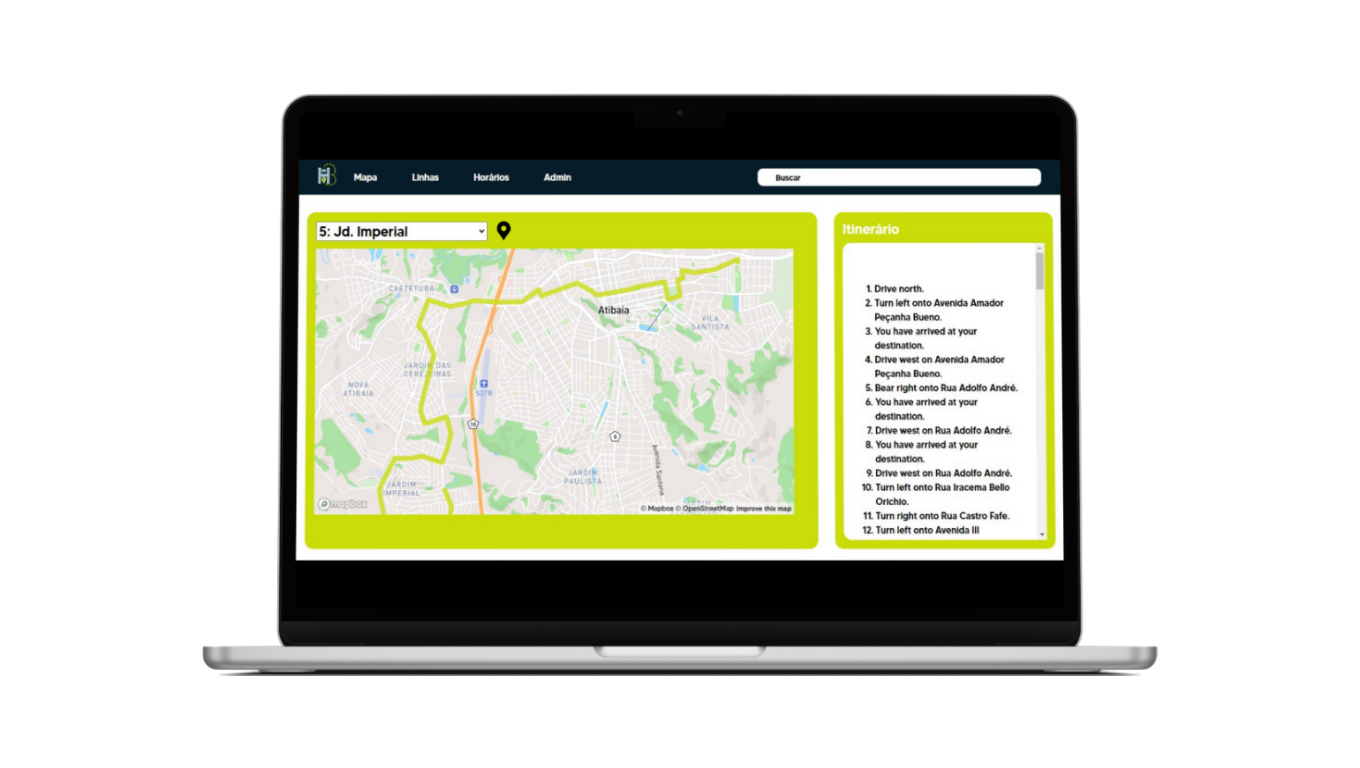 Mapa
Linhas
Horários
Admin
Buscar
5: Jd. Imperial
CAETETUBA
Atibaia
VILA
SANTISTA
JARDIM DAS
CEREJEIRAS
NOVA
ATIBAIA
SDTB
10
8
Avenida Santana
JARDIM
PAULISTA
JARDIM
IMPERIAL
mapbox
© Mapbox © OpenStreetMap Improve this map
Itinerário
1. Drive north.
2. Turn left onto Avenida Amador
Peçanha Bueno.
3. You have arrived at your
destination.
4. Drive west on Avenida Amador
Peçanha Bueno.
5. Bear right onto Rua Adolfo André.
6. You have arrived at your
destination.
7. Drive west on Rua Adolfo André.
8. You have arrived at your
destination.
9. Drive west on Rua Adolfo André.
10. Turn left onto Rua Iracema Bello
Orichio.
11. Turn right onto Rua Castro Fafe.
12. Turn left onto Avenida III